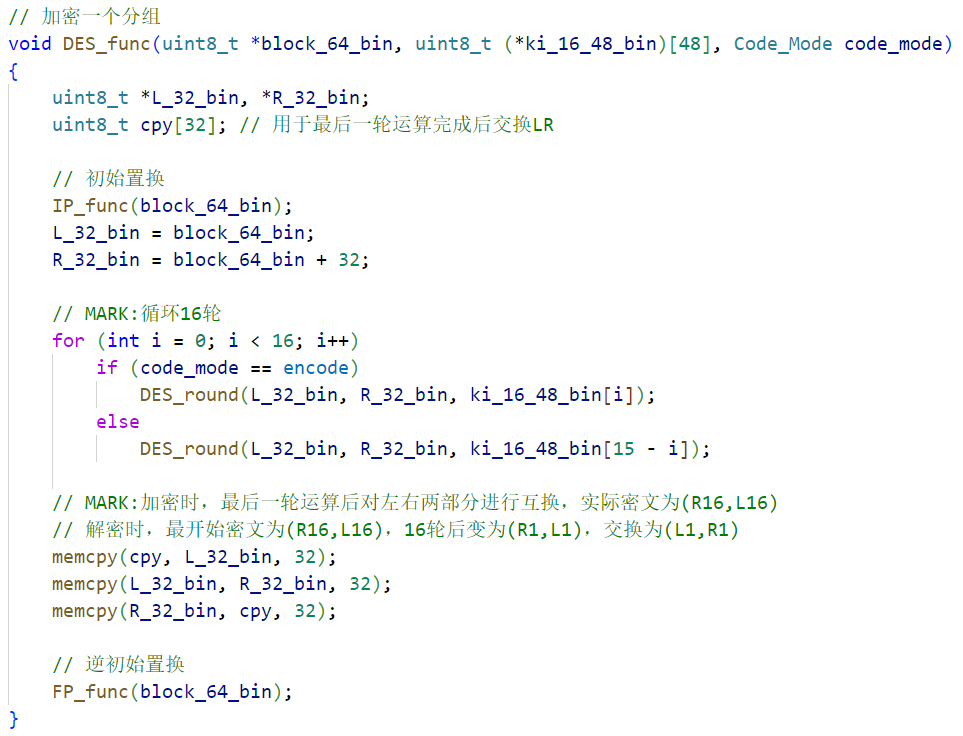 // 加密一个分组
void DES_func(uint8_t *block_64_bin, uint8_t (*ki_16_48_bin)[48], Code_Mode code_mode)
{
    uint8_t *L_32_bin, *R_32_bin;
    uint8_t cpy[32]; // 用于最后一轮运算完成后交换LR

    // 初始置换
    IP_func(block_64_bin);
    L_32_bin = block_64_bin;
    R_32_bin = block_64_bin + 32;

    // MARK:循环16轮
    for (int i = 0; i < 16; i++)
        if (code_mode == encode)
            DES_round(L_32_bin, R_32_bin, ki_16_48_bin[i]);
        else
            DES_round(L_32_bin, R_32_bin, ki_16_48_bin[15 - i]);

    // MARK:加密时，最后一轮运算后对左右两部分进行互换，实际密文为(R16,L16)
    // 解密时，最开始密文为(R16,L16)，16轮后变为(R1,L1)，交换为(L1,R1)
    memcpy(cpy, L_32_bin, 32);
    memcpy(L_32_bin, R_32_bin, 32);
    memcpy(R_32_bin, cpy, 32);

    // 逆初始置换
    FP_func(block_64_bin);
}